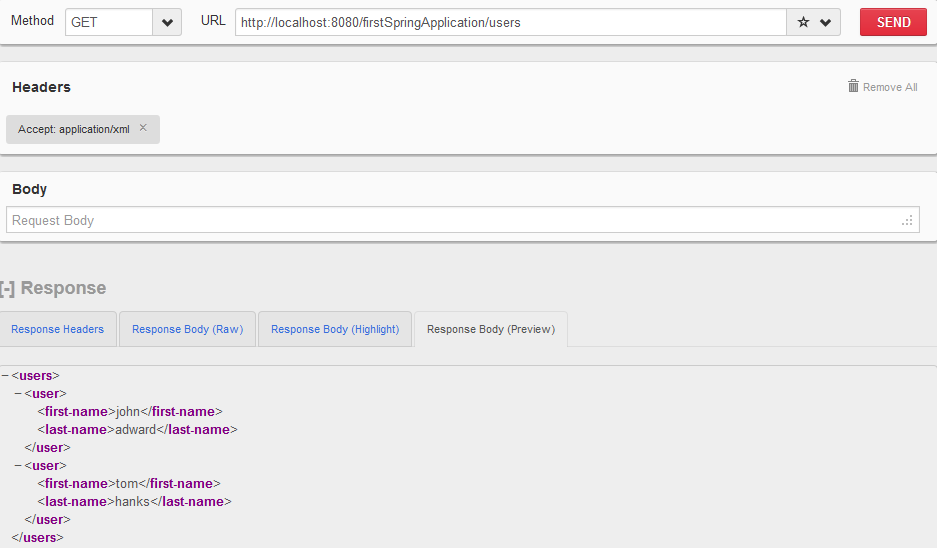 Method GET URL http://localhost:8080/firstSpringApplication/users SEND
Headers Remove All
Accept: application/xml ×
Body
Request Body
[-] Response
Response Headers Response Body (Raw) Response Body (Highlight) Response Body (Preview)
−<users>
−<user>
<first-name>john</first-name>
<last-name>adward</last-name>
</user>
−<user>
<first-name>tom</first-name>
<last-name>hanks</last-name>
</user>
</users>